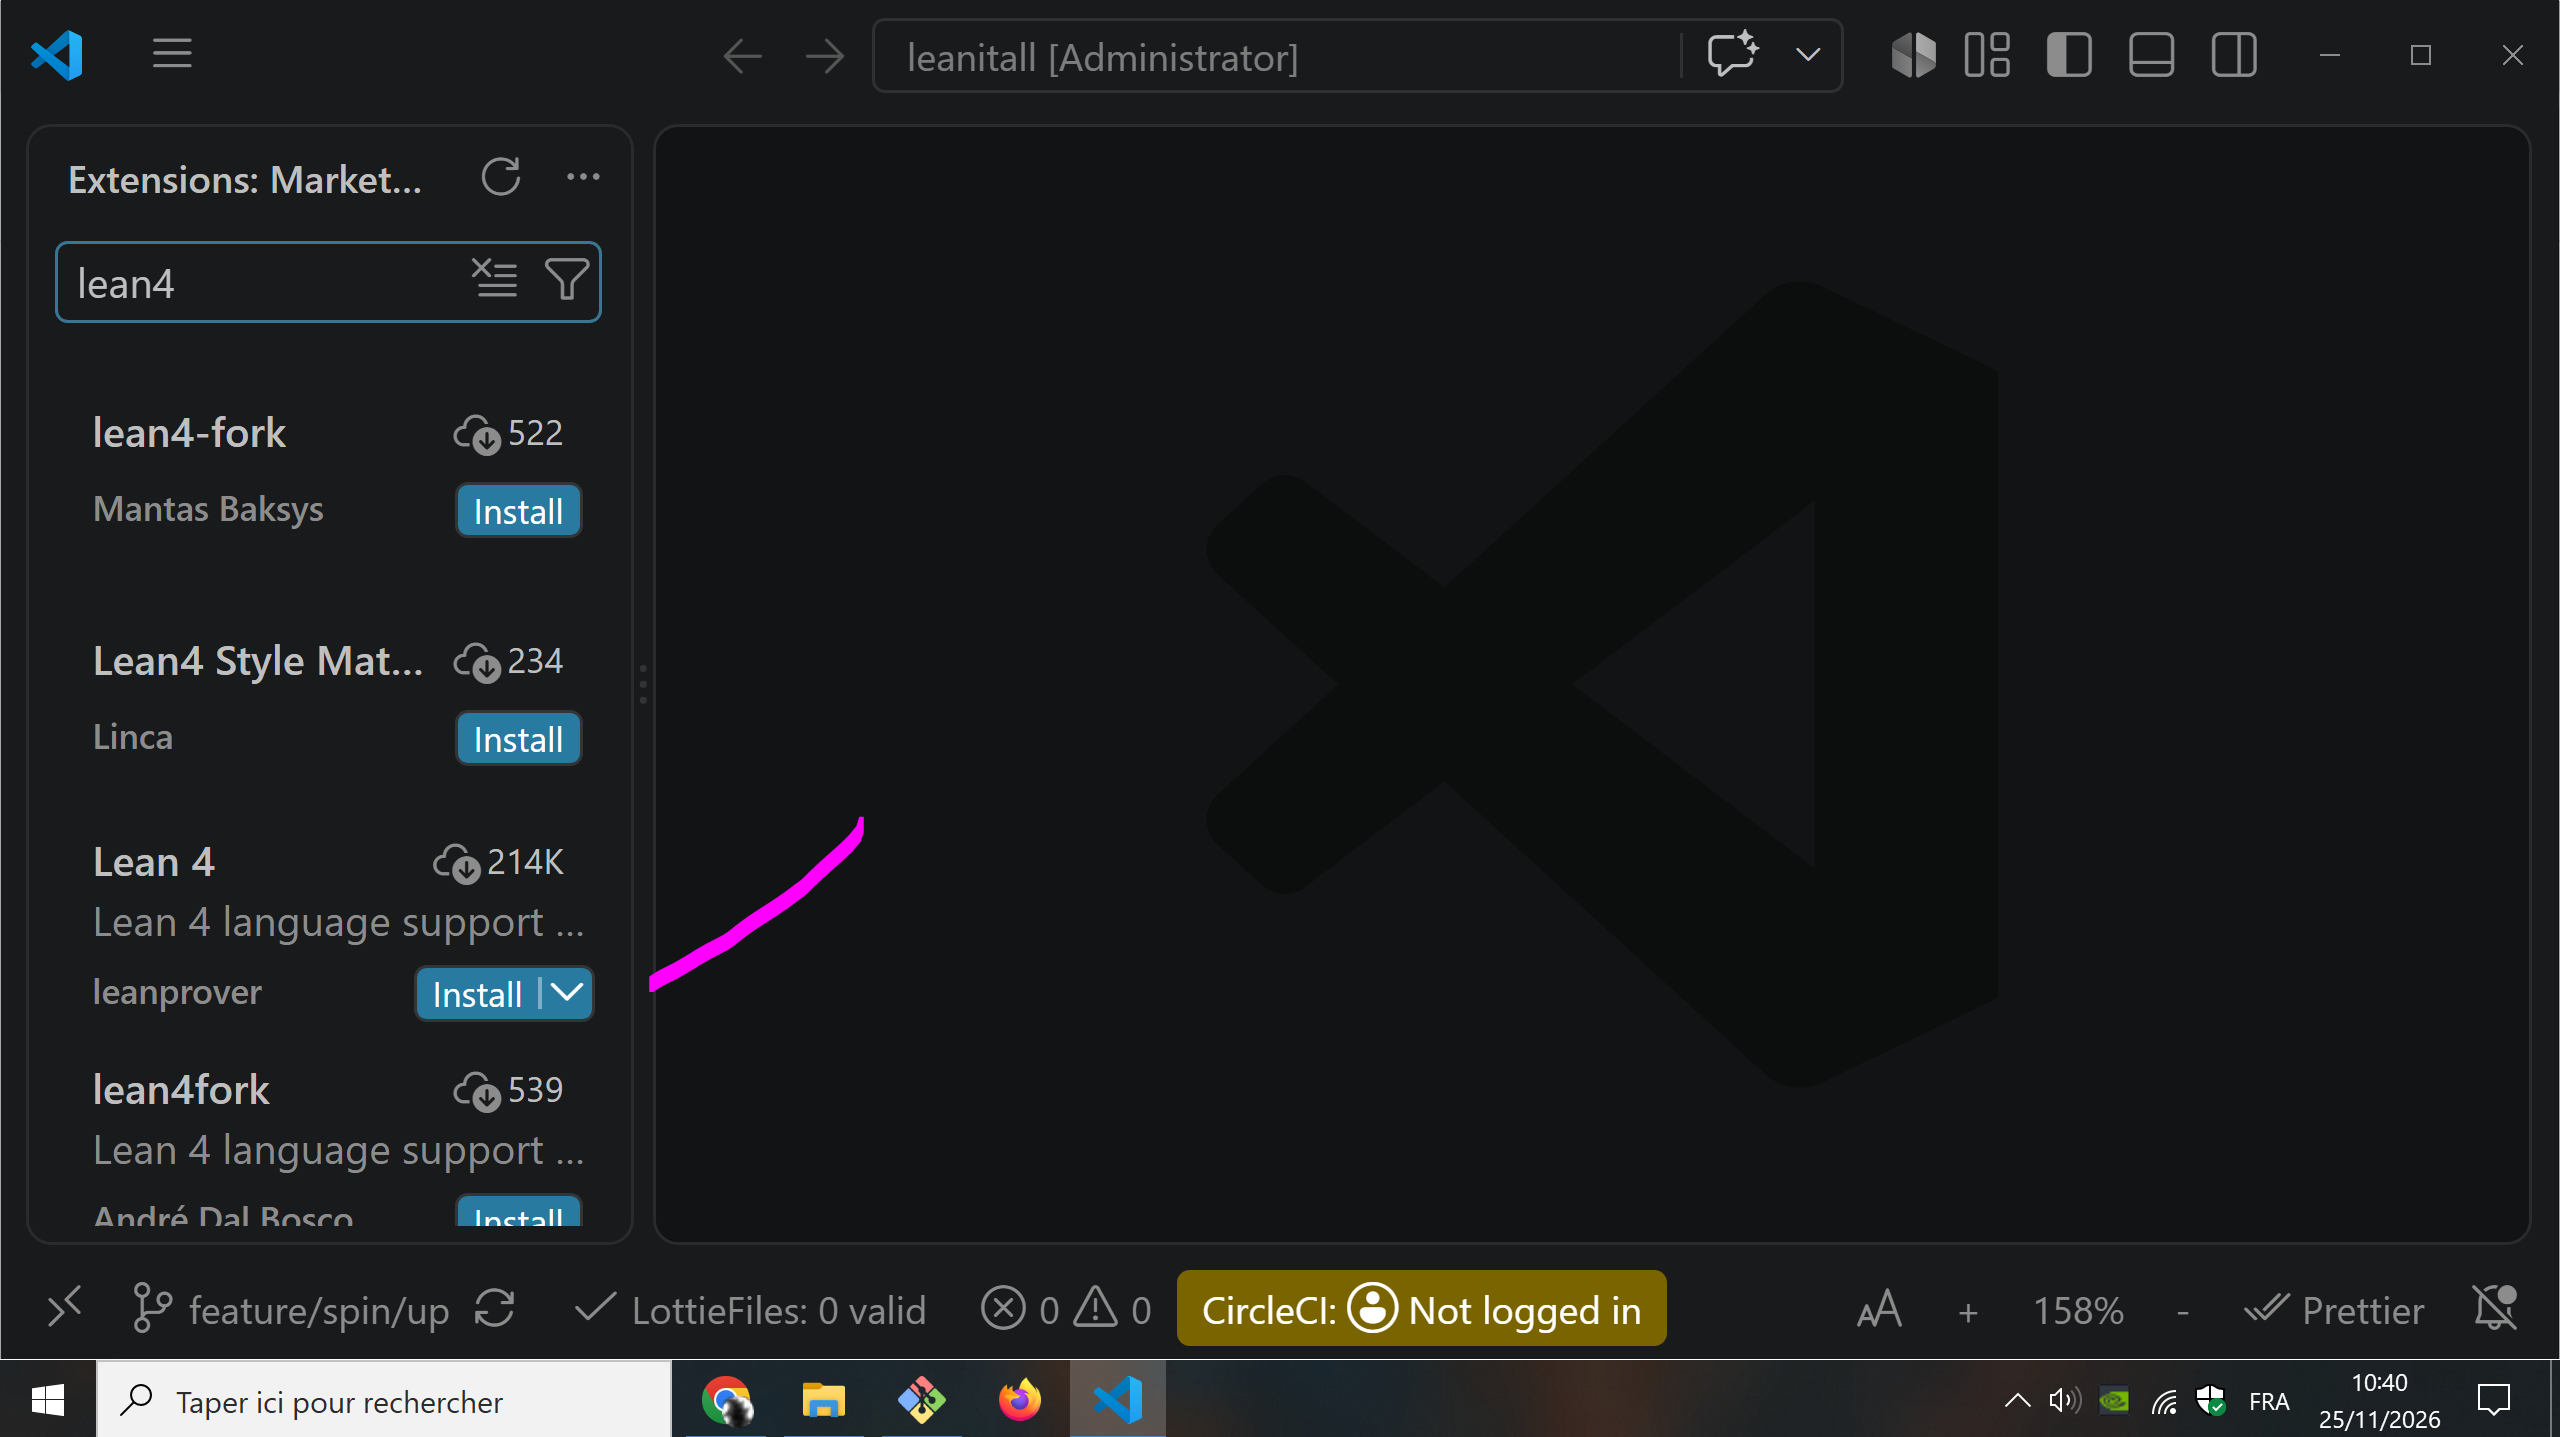 leanitall [Administrator]
Extensions: Market...
lean4
lean4-fork 522
Mantas Baksys Install
Lean4 Style Mat... 234
Linca Install
Lean 4 214K
Lean 4 language support ...
leanprover Install
lean4fork 539
Lean 4 language support ...
André Dal Bosco Install
feature/spin/up LottieFiles: 0 valid 0 0 CircleCI: Not logged in AA + 158% - Prettier
Taper ici pour rechercher FRA 10:40
25/11/2026